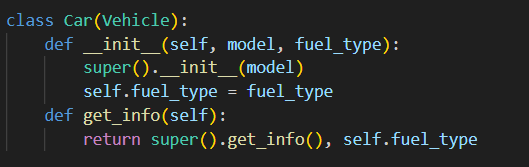 class Car(Vehicle):
    def __init__(self, model, fuel_type):
        super().__init__(model)
        self.fuel_type = fuel_type
    def get_info(self):
        return super().get_info(), self.fuel_type